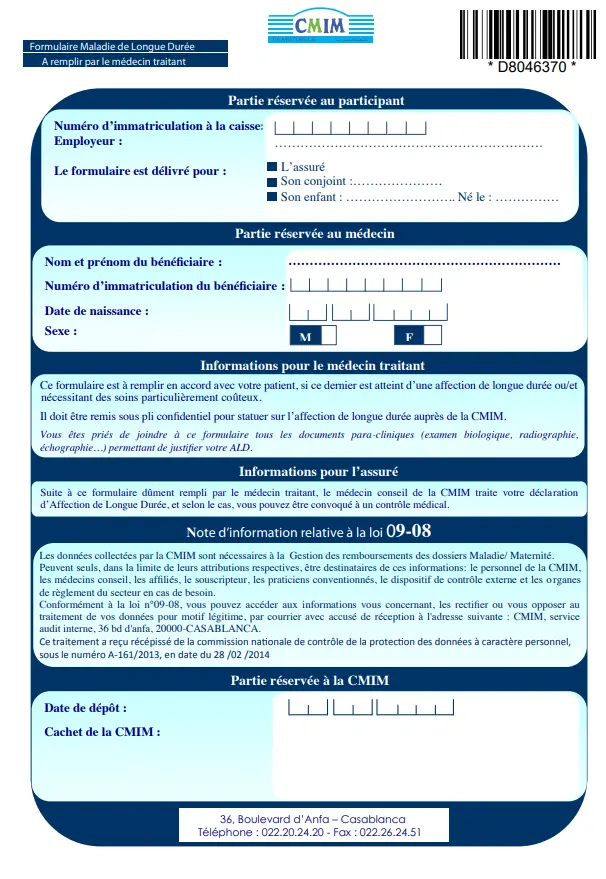 CMIM
* D8046370 *
Formulaire Maladie de Longue Durée
A remplir par le médecin traitant
Partie réservée au participant
Numéro d'immatriculation à la caisse:
Employeur : ……………………………………………………
Le formulaire est délivré pour :
L'assuré
Son conjoint :…………………
Son enfant : …………………….. Né le : ……………
Partie réservée au médecin
Nom et prénom du bénéficiaire : ……………………………………………………….
Numéro d'immatriculation du bénéficiaire :
Date de naissance :
Sexe : M F
Informations pour le médecin traitant
Ce formulaire est à remplir en accord avec votre patient, si ce dernier est atteint d'une affection de longue durée ou/et
nécessitant des soins particulièrement coûteux.
Il doit être remis sous pli confidentiel pour statuer sur l'affection de longue durée auprès de la CMIM.
Vous êtes priés de joindre à ce formulaire tous les documents para-cliniques (examen biologique, radiographie,
échographie…) permettant de justifier votre ALD.
Informations pour l'assuré
Suite à ce formulaire dûment rempli par le médecin traitant, le médecin conseil de la CMIM traite votre déclaration
d'Affection de Longue Durée, et selon le cas, vous pouvez être convoqué à un contrôle médical.
Note d'information relative à la loi 09-08
Les données collectées par la CMIM sont nécessaires à la Gestion des remboursements des dossiers Maladie/ Maternité.
Peuvent seuls, dans la limite de leurs attributions respectives, être destinataires de ces informations: le personnel de la CMIM,
les médecins conseil, les affiliés, le souscripteur, les praticiens conventionnés, le dispositif de contrôle externe et les organes
de règlement du secteur en cas de besoin.
Conformément à la loi n°09-08, vous pouvez accéder aux informations vous concernant, les rectifier ou vous opposer au
traitement de vos données pour motif légitime, par courrier avec accusé de réception à l'adresse suivante : CMIM, service
audit interne, 36 bd d'anfa, 20000-CASABLANCA.
Ce traitement a reçu récépissé de la commission nationale de contrôle de la protection des données à caractère personnel,
sous le numéro A-161/2013, en date du 28 /02 /2014
Partie réservée à la CMIM
Date de dépôt :
Cachet de la CMIM :
36, Boulevard d'Anfa – Casablanca
Téléphone : 022.20.24.20 - Fax : 022.26.24.51